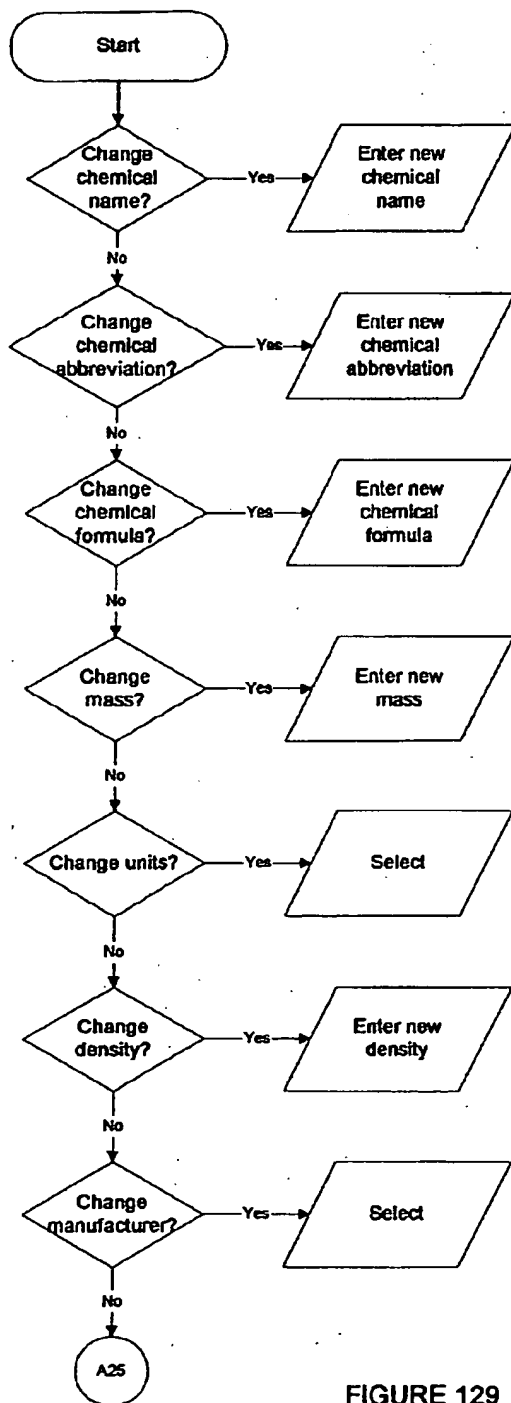 Start
Change
chemical
name?
Yes
Enter new
chemical
name
No
Change
chemical
abbreviation?
Yes
Enter new
chemical
abbreviation
No
Change
chemical
formula?
Yes
Enter new
chemical
formula
No
Change
mass?
Yes
Enter new
mass
No
Change units?
Yes
Select
No
Change
density?
Yes
Enter new
density
No
Change
manufacturer?
Yes
Select
No
A25
FIGURE 129